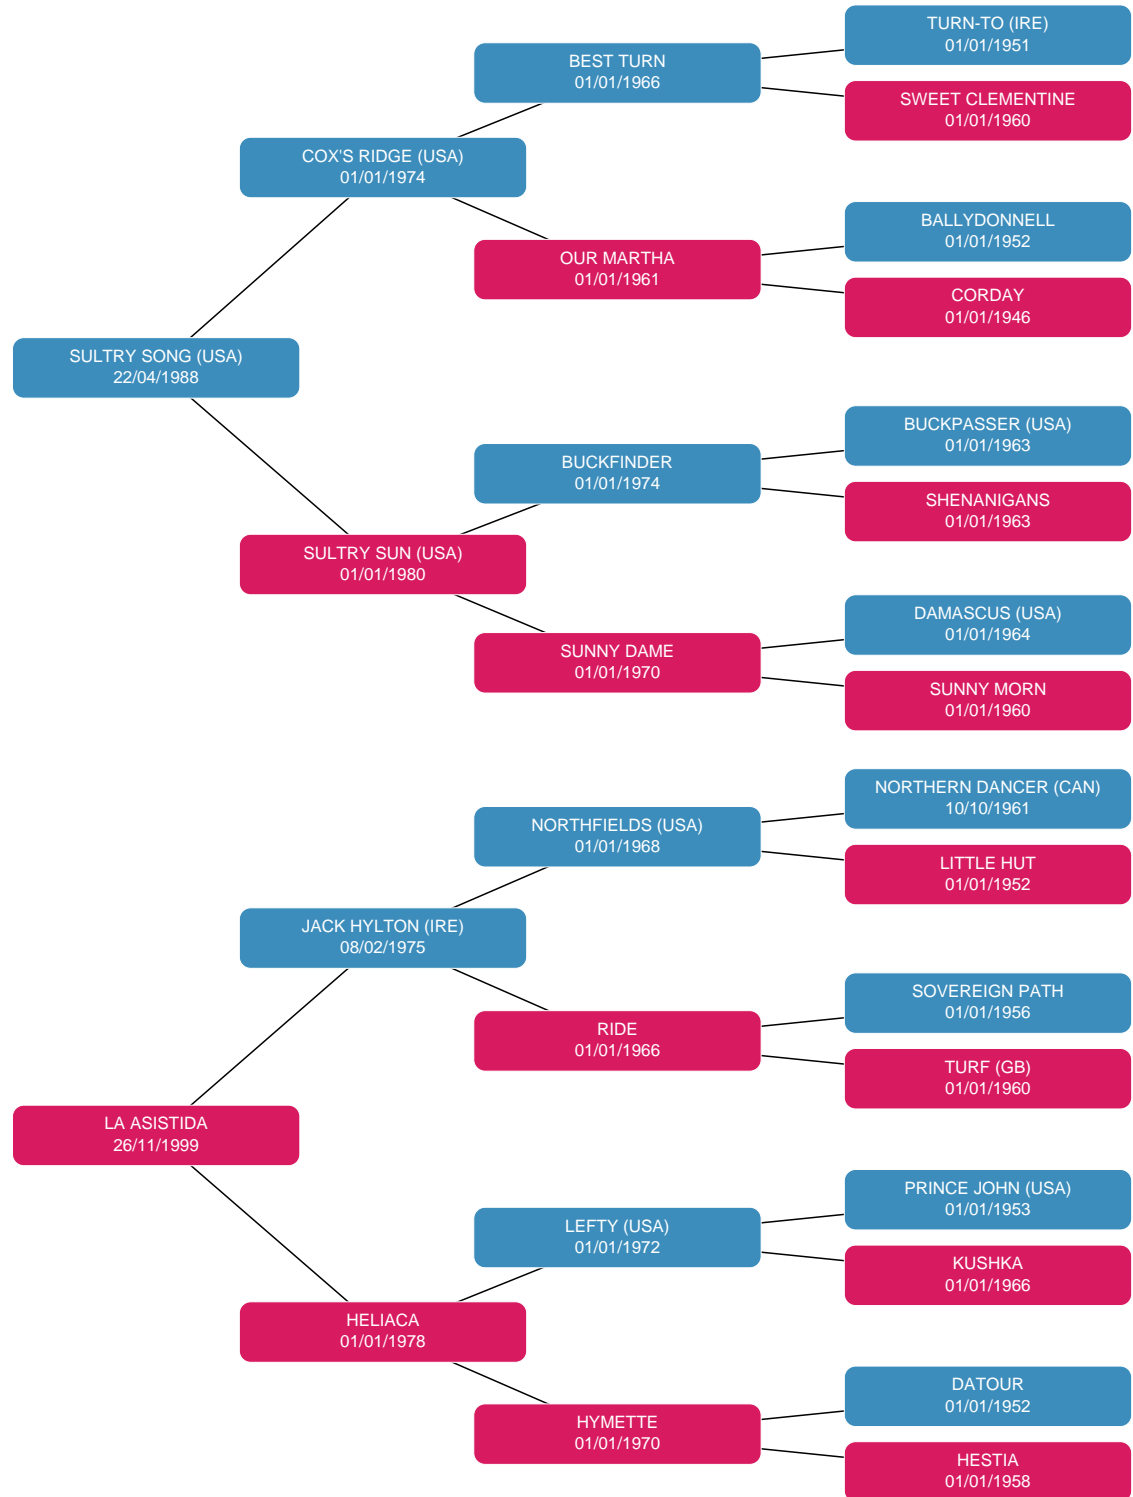 TURN-TO (IRE)
01/01/1951
BEST TURN
01/01/1966
SWEET CLEMENTINE
01/01/1960
COX'S RIDGE (USA)
01/01/1974
BALLYDONNELL
01/01/1952
OUR MARTHA
01/01/1961
CORDAY
01/01/1946
SULTRY SONG (USA)
22/04/1988
BUCKPASSER (USA)
01/01/1963
BUCKFINDER
01/01/1974
SHENANIGANS
01/01/1963
SULTRY SUN (USA)
01/01/1980
DAMASCUS (USA)
01/01/1964
SUNNY DAME
01/01/1970
SUNNY MORN
01/01/1960
NORTHERN DANCER (CAN)
10/10/1961
NORTHFIELDS (USA)
01/01/1968
LITTLE HUT
01/01/1952
JACK HYLTON (IRE)
08/02/1975
SOVEREIGN PATH
01/01/1956
RIDE
01/01/1966
TURF (GB)
01/01/1960
LA ASISTIDA
26/11/1999
PRINCE JOHN (USA)
01/01/1953
LEFTY (USA)
01/01/1972
KUSHKA
01/01/1966
HELIACA
01/01/1978
DATOUR
01/01/1952
HYMETTE
01/01/1970
HESTIA
01/01/1958